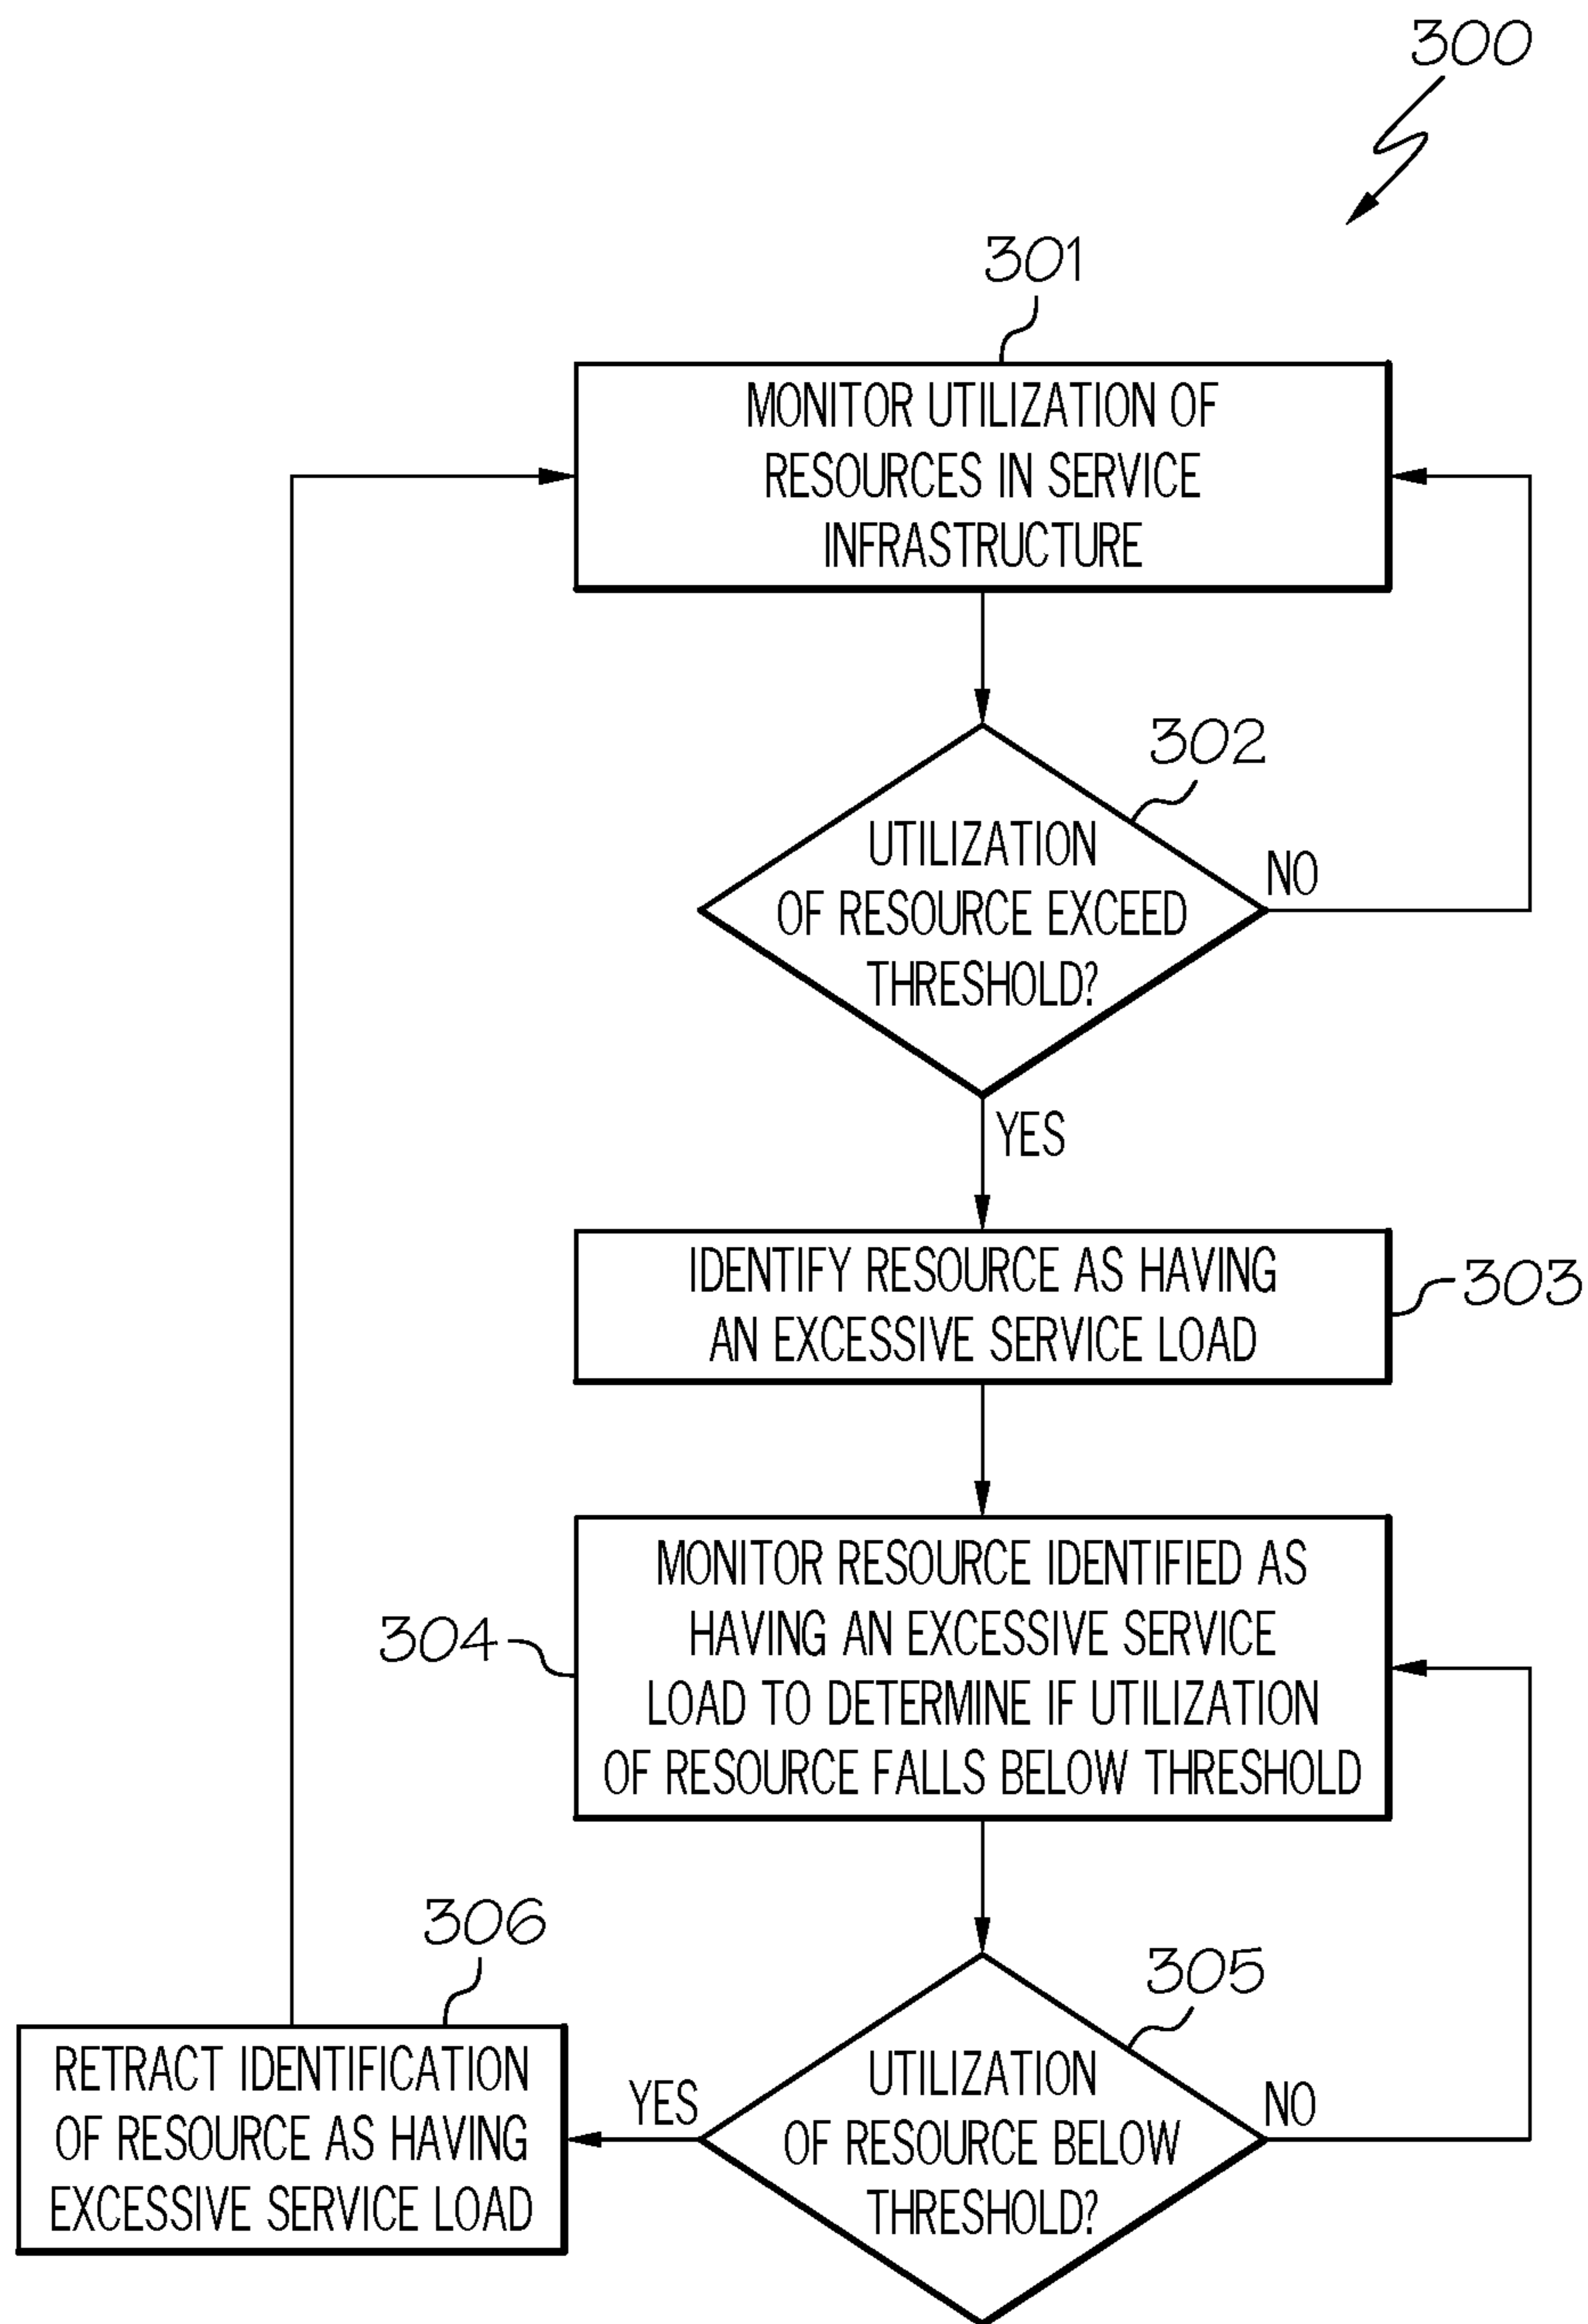 300
301
MONITOR UTILIZATION OF
RESOURCES IN SERVICE
INFRASTRUCTURE
302
UTILIZATION
OF RESOURCE EXCEED
THRESHOLD?
NO
YES
IDENTIFY RESOURCE AS HAVING
AN EXCESSIVE SERVICE LOAD
303
MONITOR RESOURCE IDENTIFIED AS
HAVING AN EXCESSIVE SERVICE
LOAD TO DETERMINE IF UTILIZATION
OF RESOURCE FALLS BELOW THRESHOLD
304
305
UTILIZATION
OF RESOURCE BELOW
THRESHOLD?
NO
YES
306
RETRACT IDENTIFICATION
OF RESOURCE AS HAVING
EXCESSIVE SERVICE LOAD